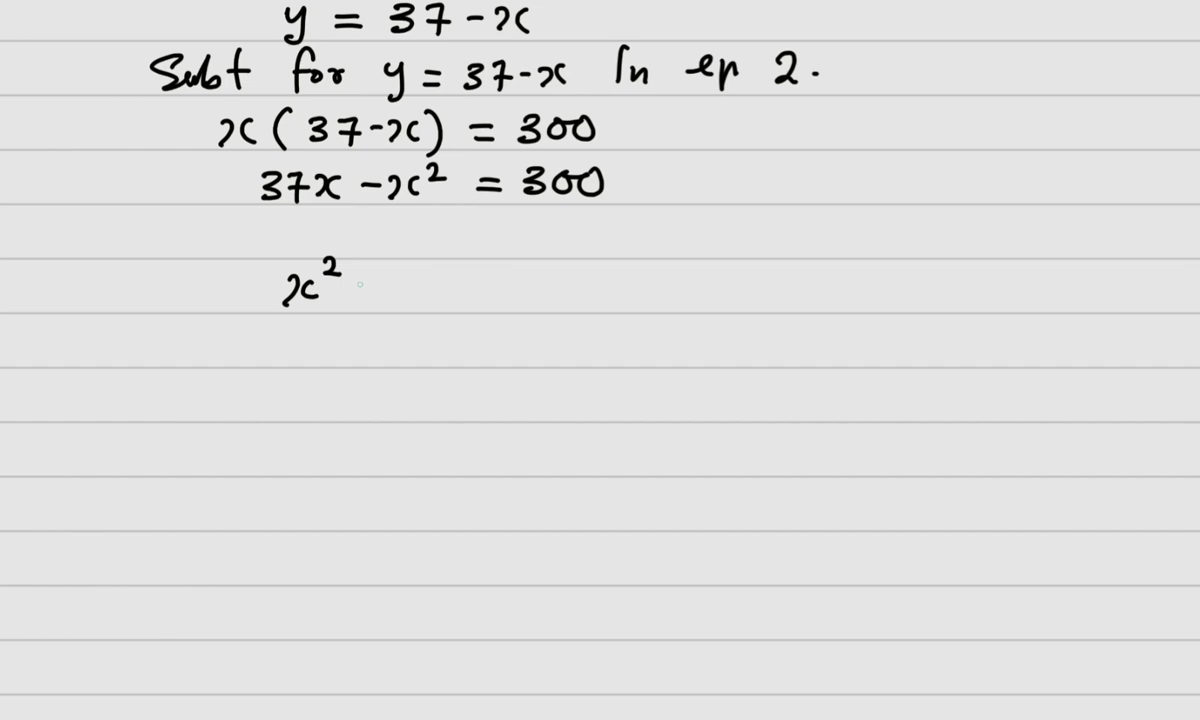 y = 37 - x
Subt for y = 37 - x In eq 2.
x ( 37 - x ) = 300
37x - x² = 300
x²